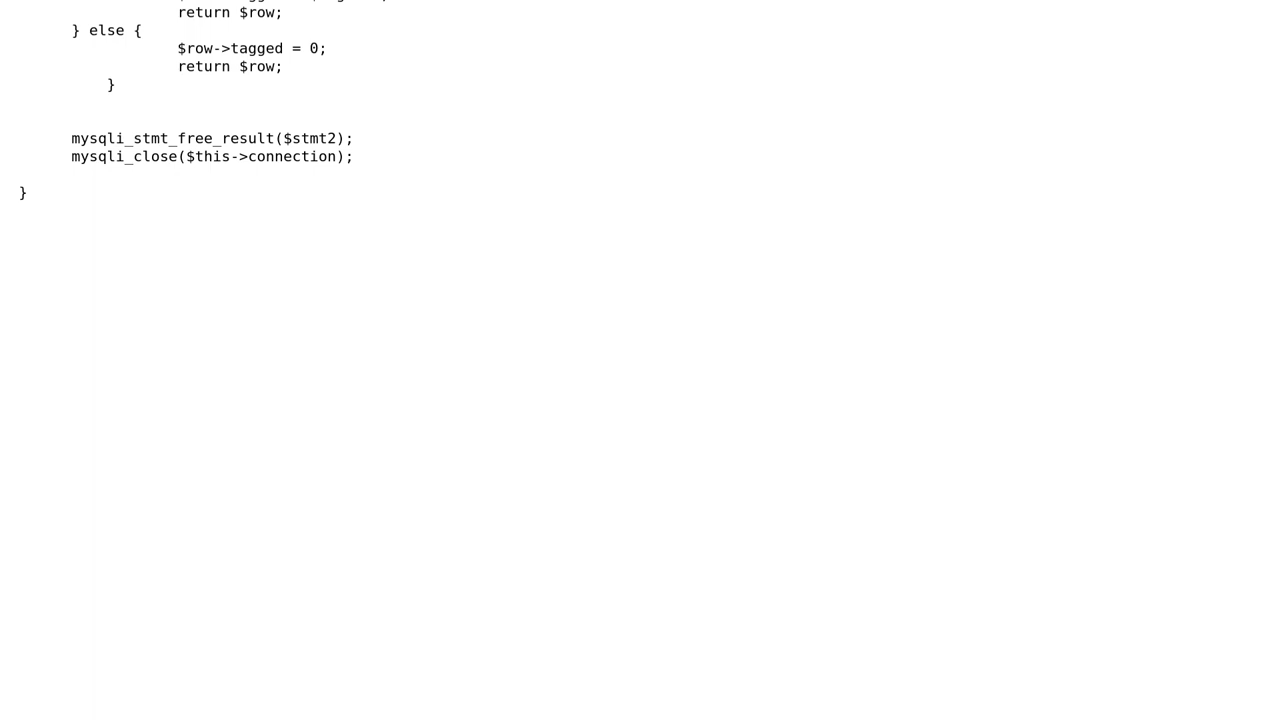 return $row;
} else {
$row->tagged = 0;
return $row;
}
mysqli_stmt_free_result($stmt2);
mysqli_close($this->connection);
}